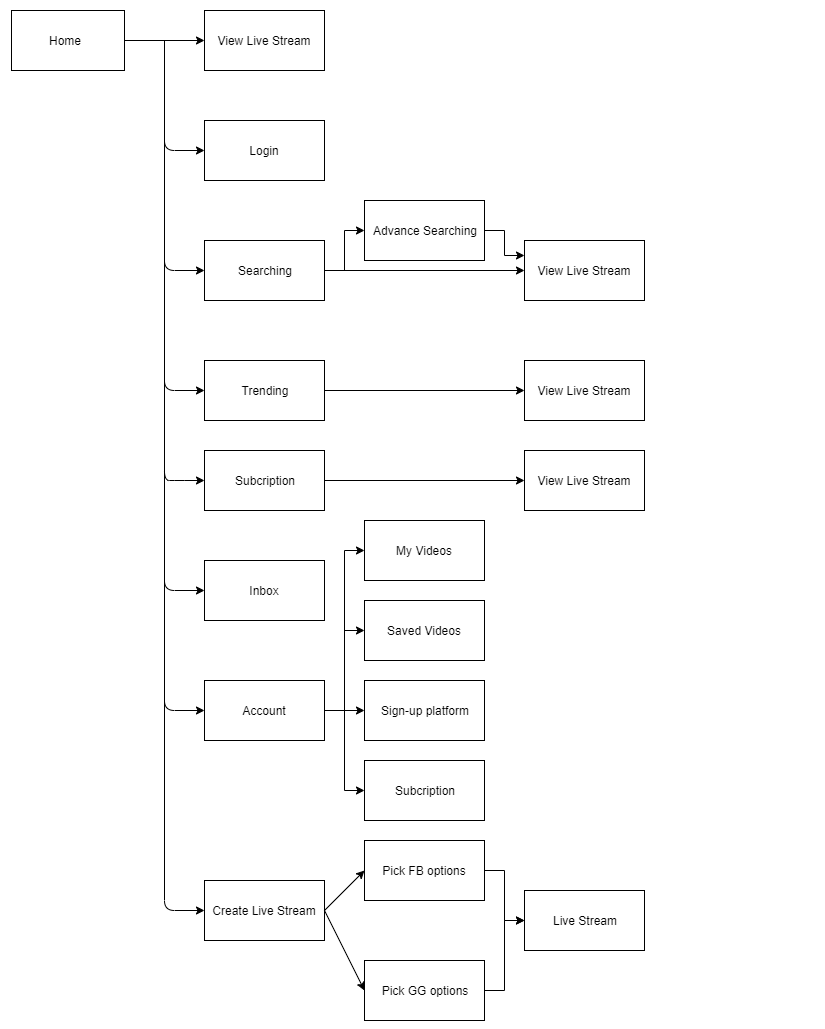 Home
View Live Stream
Login
Advance Searching
Searching
View Live Stream
Trending
View Live Stream
Subcription
View Live Stream
My Videos
Inbox
Saved Videos
Account
Sign-up platform
Subcription
Pick FB options
Create Live Stream
Live Stream
Pick GG options